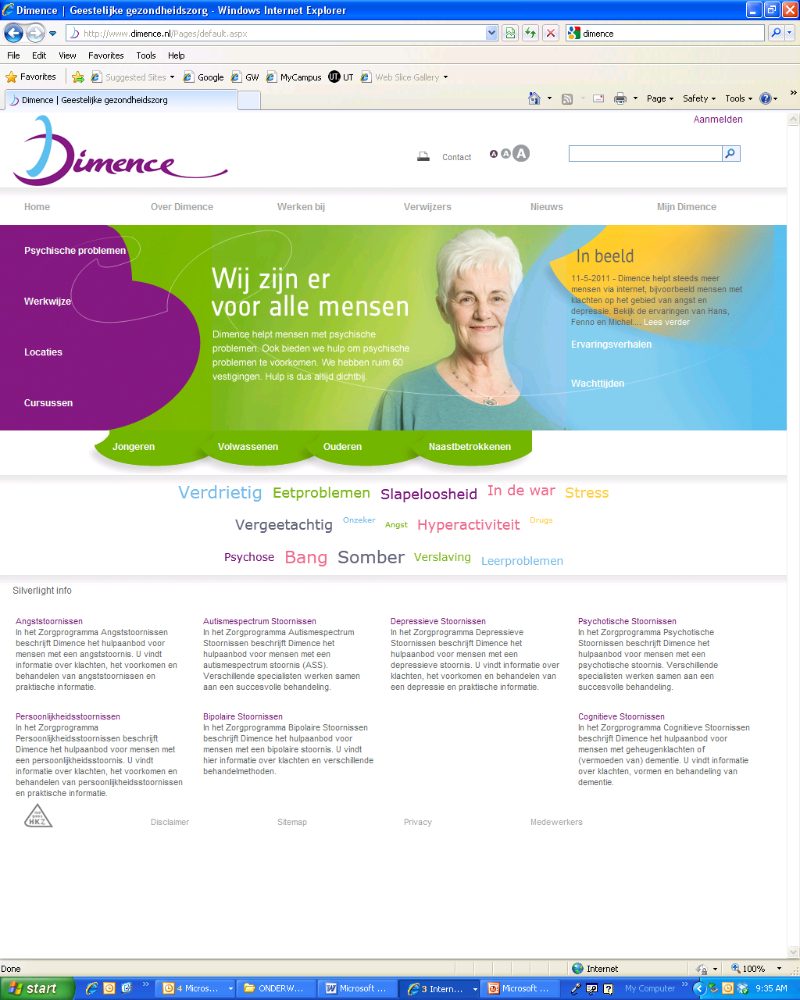 Dimence | Geestelijke gezondheidszorg - Windows Internet Explorer
http://www.dimence.nl/Pages/default.aspx
dimence
File Edit View Favorites Tools Help
Favorites Suggested Sites Google GW MyCampus UT UT Web Slice Gallery
Dimence | Geestelijke gezondheidszorg
Page Safety Tools »
Aanmelden
Dimence
Contact A A A
Home Over Dimence Werken bij Verwijzers Nieuws Mijn Dimence
Psychische problemen
Werkwijze
Locaties
Cursussen
Wij zijn er
voor alle mensen
Dimence helpt mensen met psychische
problemen. Ook bieden we hulp om psychische
problemen te voorkomen. We hebben ruim 60
vestigingen. Hulp is dus altijd dichtbij.
In beeld
11-5-2011 - Dimence helpt steeds meer
mensen via internet, bijvoorbeeld mensen met
klachten op het gebied van angst en
depressie. Bekijk de ervaringen van Hans,
Fenno en Michel.... Lees verder
Ervaringsverhalen
Wachttijden
Jongeren Volwassenen Ouderen Naastbetrokkenen
Verdrietig Eetproblemen Slapeloosheid In de war Stress
Vergeetachtig Onzeker Angst Hyperactiviteit Drugs
Psychose Bang Somber Verslaving Leerproblemen
Silverlight info
Angststoornissen
In het Zorgprogramma Angststoornissen
beschrijft Dimence het hulpaanbod voor
mensen met een angststoornis. U vindt
informatie over klachten, het voorkomen en
behandelen van angststoornissen en
praktische informatie.
Autismespectrum Stoornissen
In het Zorgprogramma Autismespectrum
Stoornissen beschrijft Dimence het
hulpaanbod voor mensen met een
autismespectrum stoornis (ASS).
Verschillende specialisten werken samen
aan een succesvolle behandeling.
Depressieve Stoornissen
In het Zorgprogramma Depressieve
Stoornissen beschrijft Dimence het
hulpaanbod voor mensen met een
depressieve stoornis. U vindt informatie over
klachten, het voorkomen en behandelen van
een depressie en praktische informatie.
Psychotische Stoornissen
In het Zorgprogramma Psychotische
Stoornissen beschrijft Dimence het
hulpaanbod voor mensen met een
psychotische stoornis. Verschillende
specialisten werken samen aan een
succesvolle behandeling.
Persoonlijkheidsstoornissen
In het Zorgprogramma
Persoonlijkheidsstoornissen beschrijft
Dimence het hulpaanbod voor mensen met
een persoonlijkheidsstoornis. U vindt
informatie over klachten, het voorkomen en
behandelen van persoonlijkheidsstoornissen
en praktische informatie.
Bipolaire Stoornissen
In het Zorgprogramma Bipolaire Stoornissen
beschrijft Dimence het hulpaanbod voor
mensen met een bipolaire stoornis. U vindt
hier informatie over klachten en verschillende
behandelmethoden.
Cognitieve Stoornissen
In het Zorgprogramma Cognitieve Stoornissen
beschrijft Dimence het hulpaanbod voor
mensen met geheugenklachten of
(vermoeden van) dementie. U vindt informatie
over klachten, vormen en behandeling van
dementie.
HKZ
Disclaimer Sitemap Privacy Medewerkers
Done Internet 100%
start » 4 Micros... ONDERW... Microsoft ... 3 Intern... Microsoft ... My Computer » 9:35 AM